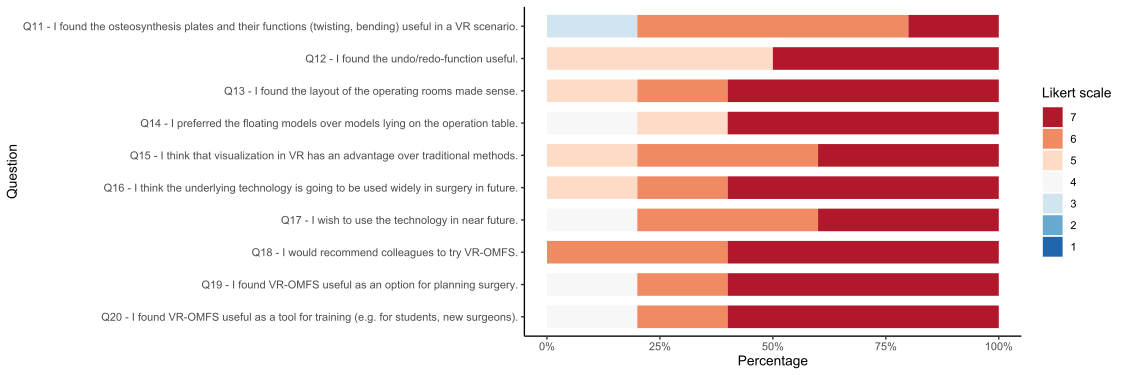 Q11 - I found the osteosynthesis plates and their functions (twisting, bending) useful in a VR scenario.
Q12 - I found the undo/redo-function useful.
Q13 - I found the layout of the operating rooms made sense.
Q14 - I preferred the floating models over models lying on the operation table.
Q15 - I think that visualization in VR has an advantage over traditional methods.
Q16 - I think the underlying technology is going to be used widely in surgery in future.
Q17 - I wish to use the technology in near future.
Q18 - I would recommend colleagues to try VR-OMFS.
Q19 - I found VR-OMFS useful as an option for planning surgery.
Q20 - I found VR-OMFS useful as a tool for training (e.g. for students, new surgeons).
Question
0% 25% 50% 75% 100%
Percentage
Likert scale
7
6
5
4
3
2
1